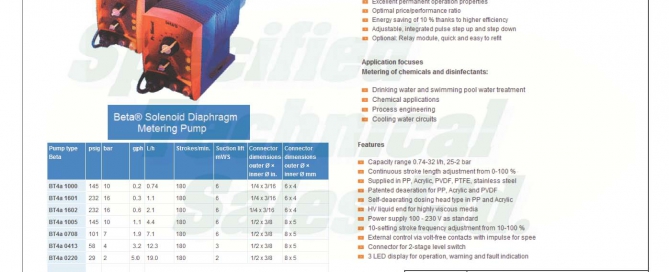 Excellent permanent operation properties
Optimal price/performance ratio
Energy saving of 10 % thanks to higher efficiency
Adjustable, integrated pulse step up and step down
Optional: Relay module, quick and easy to refit
Application focuses
Metering of chemicals and disinfectants:
Drinking water and swimming pool water treatment
Chemical applications
Process engineering
Cooling water circuits
Specified
Technical
Sales
Beta® Solenoid Diaphragm
Metering Pump
Pump type Beta psig bar gph L/h Strokes/min. Suction lift mWS Connector dimensions outer Ø × inner Ø in. Connector dimensions outer Ø × inner Ø mm
BT4a 1000 145 10 0.2 0.74 180 6 1/4 x 3/16 6 x 4
BT4a 1601 232 16 0.3 1.1 180 6 1/4 x 3/16 6 x 4
BT4a 1602 232 16 0.6 2.1 180 6 1/4 x 3/16 6 x 4
BT4a 1005 145 10 1.1 4.4 180 6 1/2 x 3/8 8 x 5
BT4a 0708 101 7 1.9 7.1 180 6 1/2 x 3/8 8 x 5
BT4a 0413 58 4 3.2 12.3 180 3 1/2 x 3/8 8 x 5
BT4a 0220 29 2 5.0 19.0 180 2 1/2 x 3/8 8 x 5
Features
Capacity range 0.74-32 l/h, 25-2 bar
Continuous stroke length adjustment from 0-100 %
Supplied in PP, Acrylic, PVDF, PTFE, stainless steel
Patented deaeration for PP, Acrylic and PVDF
Self-deaerating dosing head type in PP and Acrylic
HV liquid end for highly viscous media
Power supply 100 - 230 V as standard
10-setting stroke frequency adjustment from 10-100 %
External control via volt-free contacts with impulse for spee
Connector for 2-stage level switch
3 LED display for operation, warning and fault indication